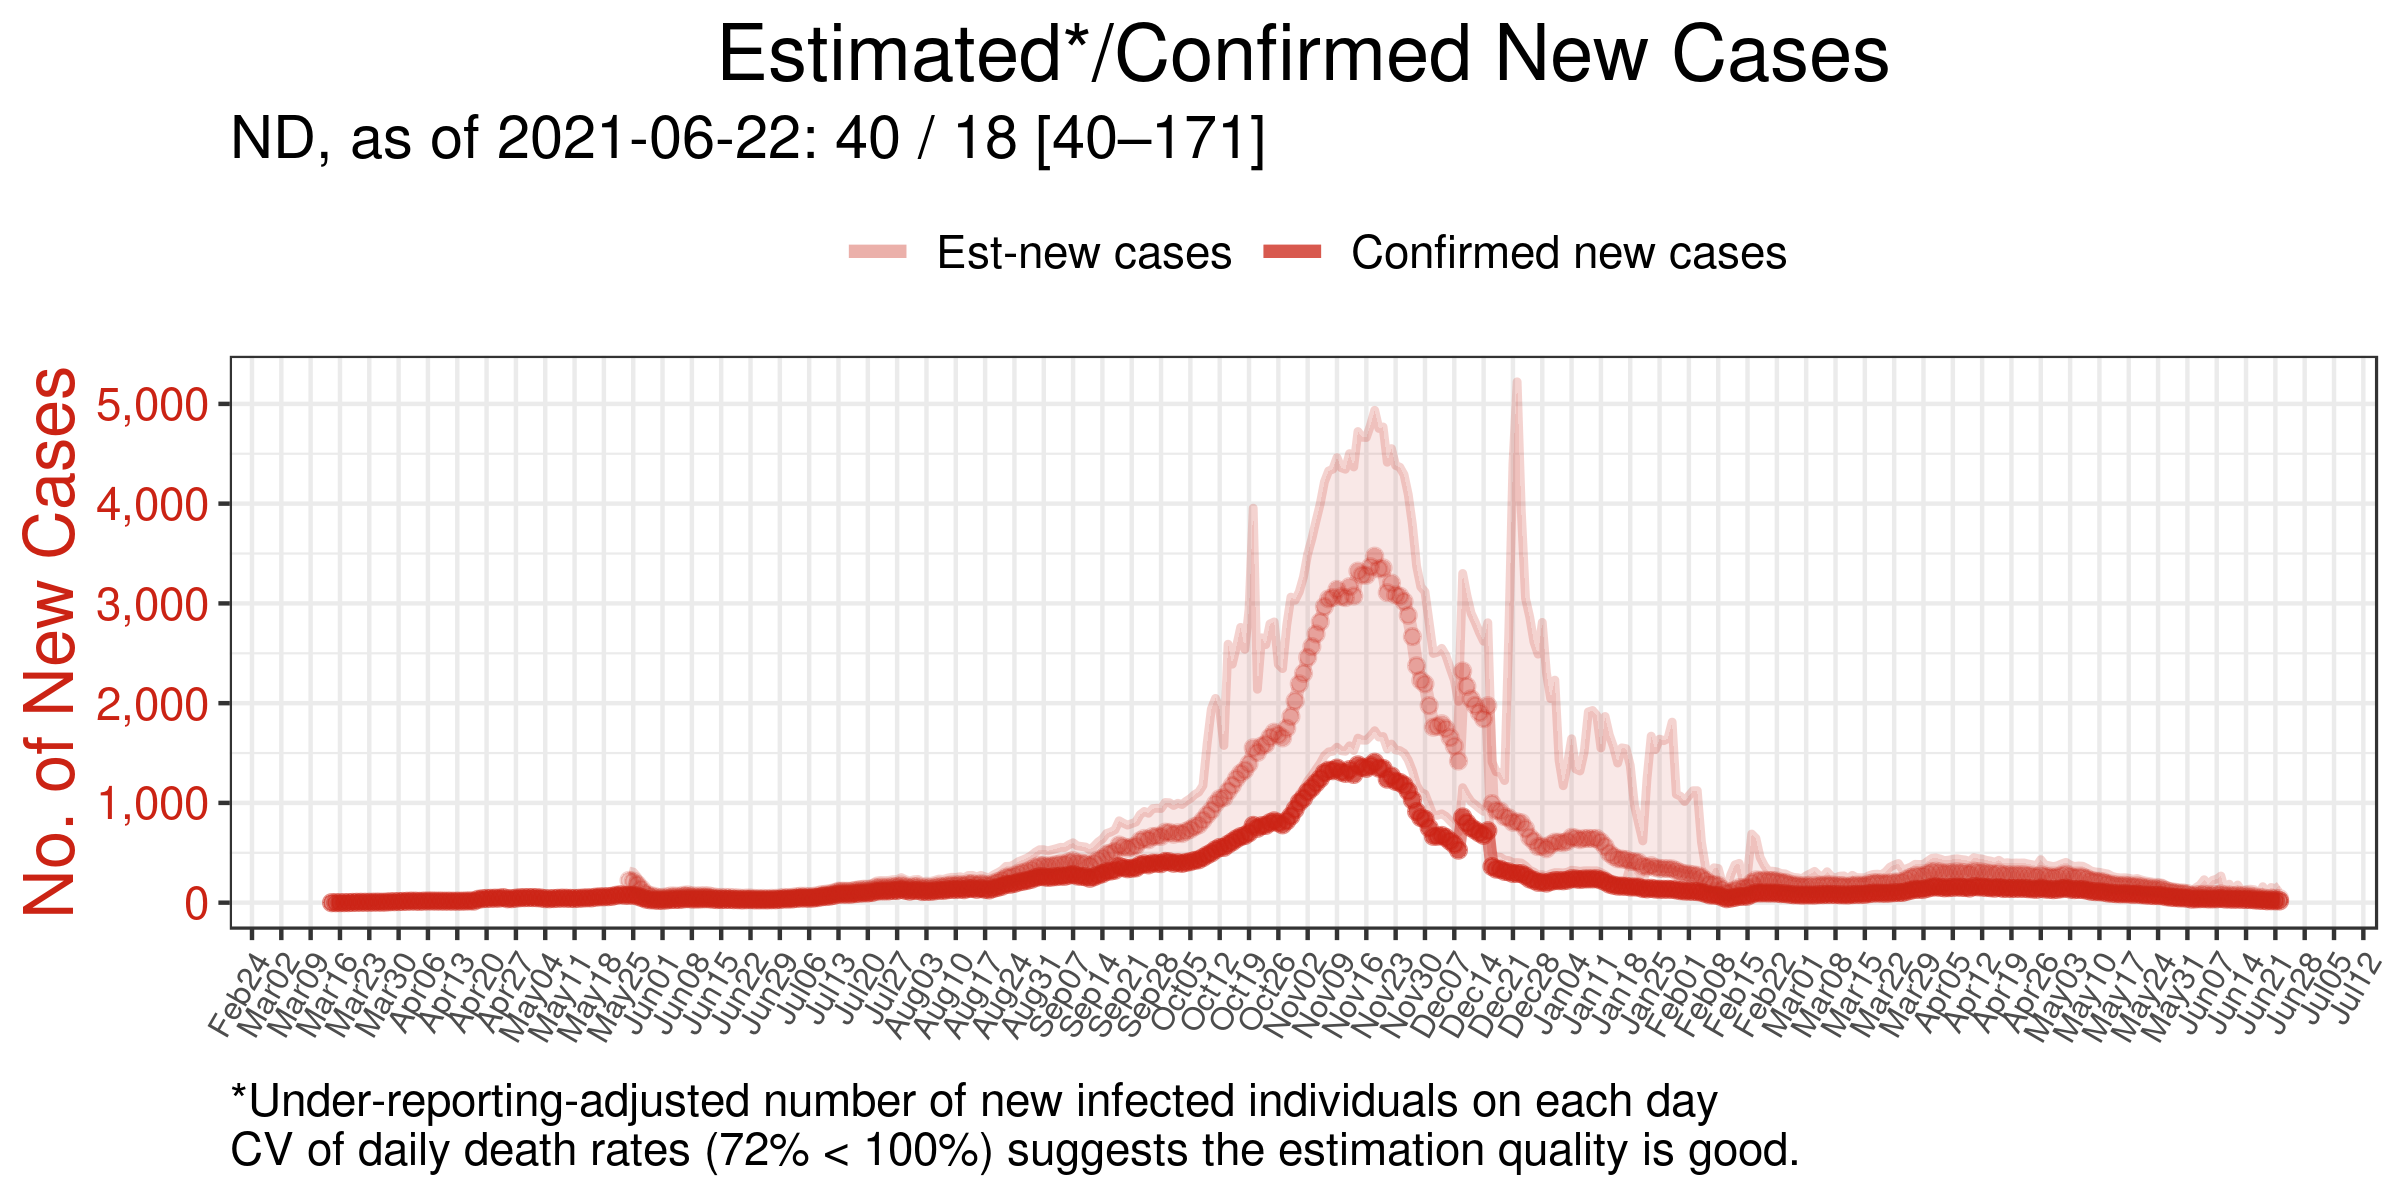 Estimated*/Confirmed New Cases
ND, as of 2021-06-22: 40 / 18 [40–171]
Est-new cases
Confirmed new cases
No. of New Cases
5,000
4,000
3,000
2,000
1,000
0
Feb24
Mar02
Mar09
Mar16
Mar23
Mar30
Apr06
Apr13
Apr20
Apr27
May04
May11
May18
May25
Jun01
Jun08
Jun15
Jun22
Jun29
Jul06
Jul13
Jul20
Jul27
Aug03
Aug10
Aug17
Aug24
Aug31
Sep07
Sep14
Sep21
Sep28
Oct05
Oct12
Oct19
Oct26
Nov02
Nov09
Nov16
Nov23
Nov30
Dec07
Dec14
Dec21
Dec28
Jan04
Jan11
Jan18
Jan25
Feb01
Feb08
Feb15
Feb22
Mar01
Mar08
Mar15
Mar22
Mar29
Apr05
Apr12
Apr19
Apr26
May03
May10
May17
May24
May31
Jun07
Jun14
Jun21
Jun28
Jul05
Jul12
*Under-reporting-adjusted number of new infected individuals on each day
CV of daily death rates (72% < 100%) suggests the estimation quality is good.